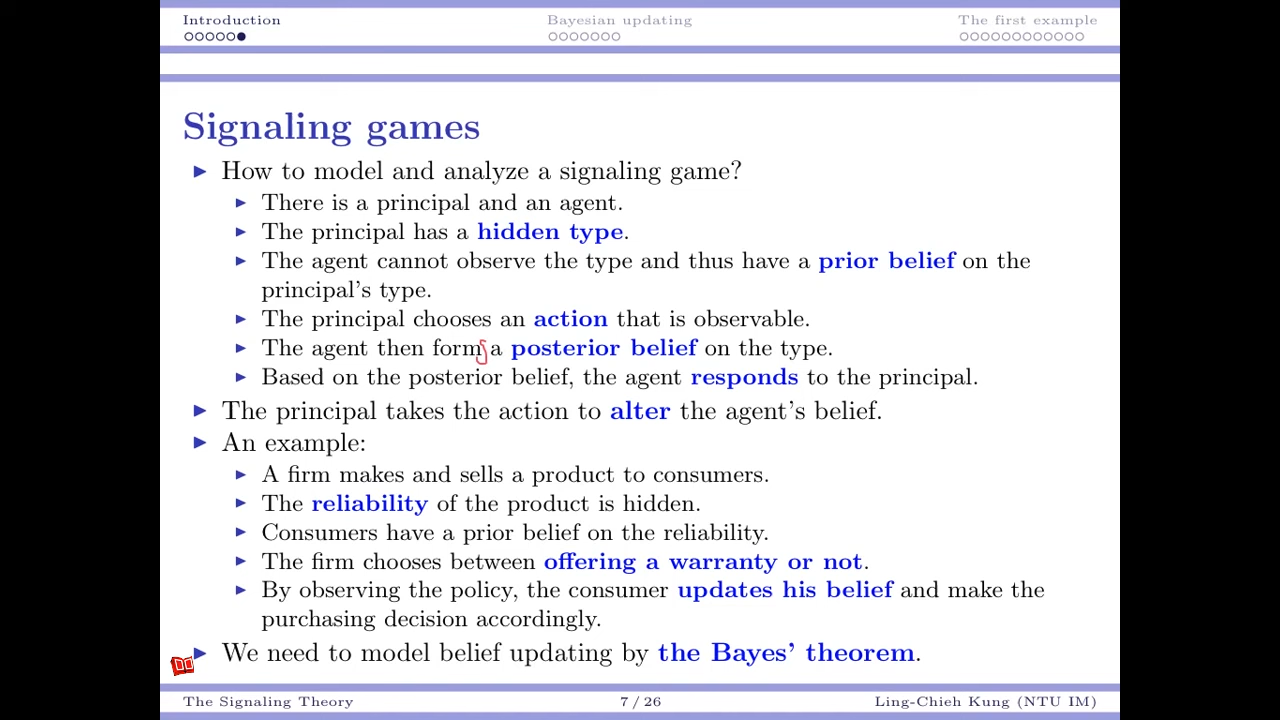 Introduction Bayesian updating The first example
Signaling games
How to model and analyze a signaling game?
There is a principal and an agent.
The principal has a hidden type.
The agent cannot observe the type and thus have a prior belief on the
principal's type.
The principal chooses an action that is observable.
The agent then forms a posterior belief on the type.
Based on the posterior belief, the agent responds to the principal.
The principal takes the action to alter the agent's belief.
An example:
A firm makes and sells a product to consumers.
The reliability of the product is hidden.
Consumers have a prior belief on the reliability.
The firm chooses between offering a warranty or not.
By observing the policy, the consumer updates his belief and make the
purchasing decision accordingly.
We need to model belief updating by the Bayes' theorem.
The Signaling Theory 7 / 26 Ling-Chieh Kung (NTU IM)